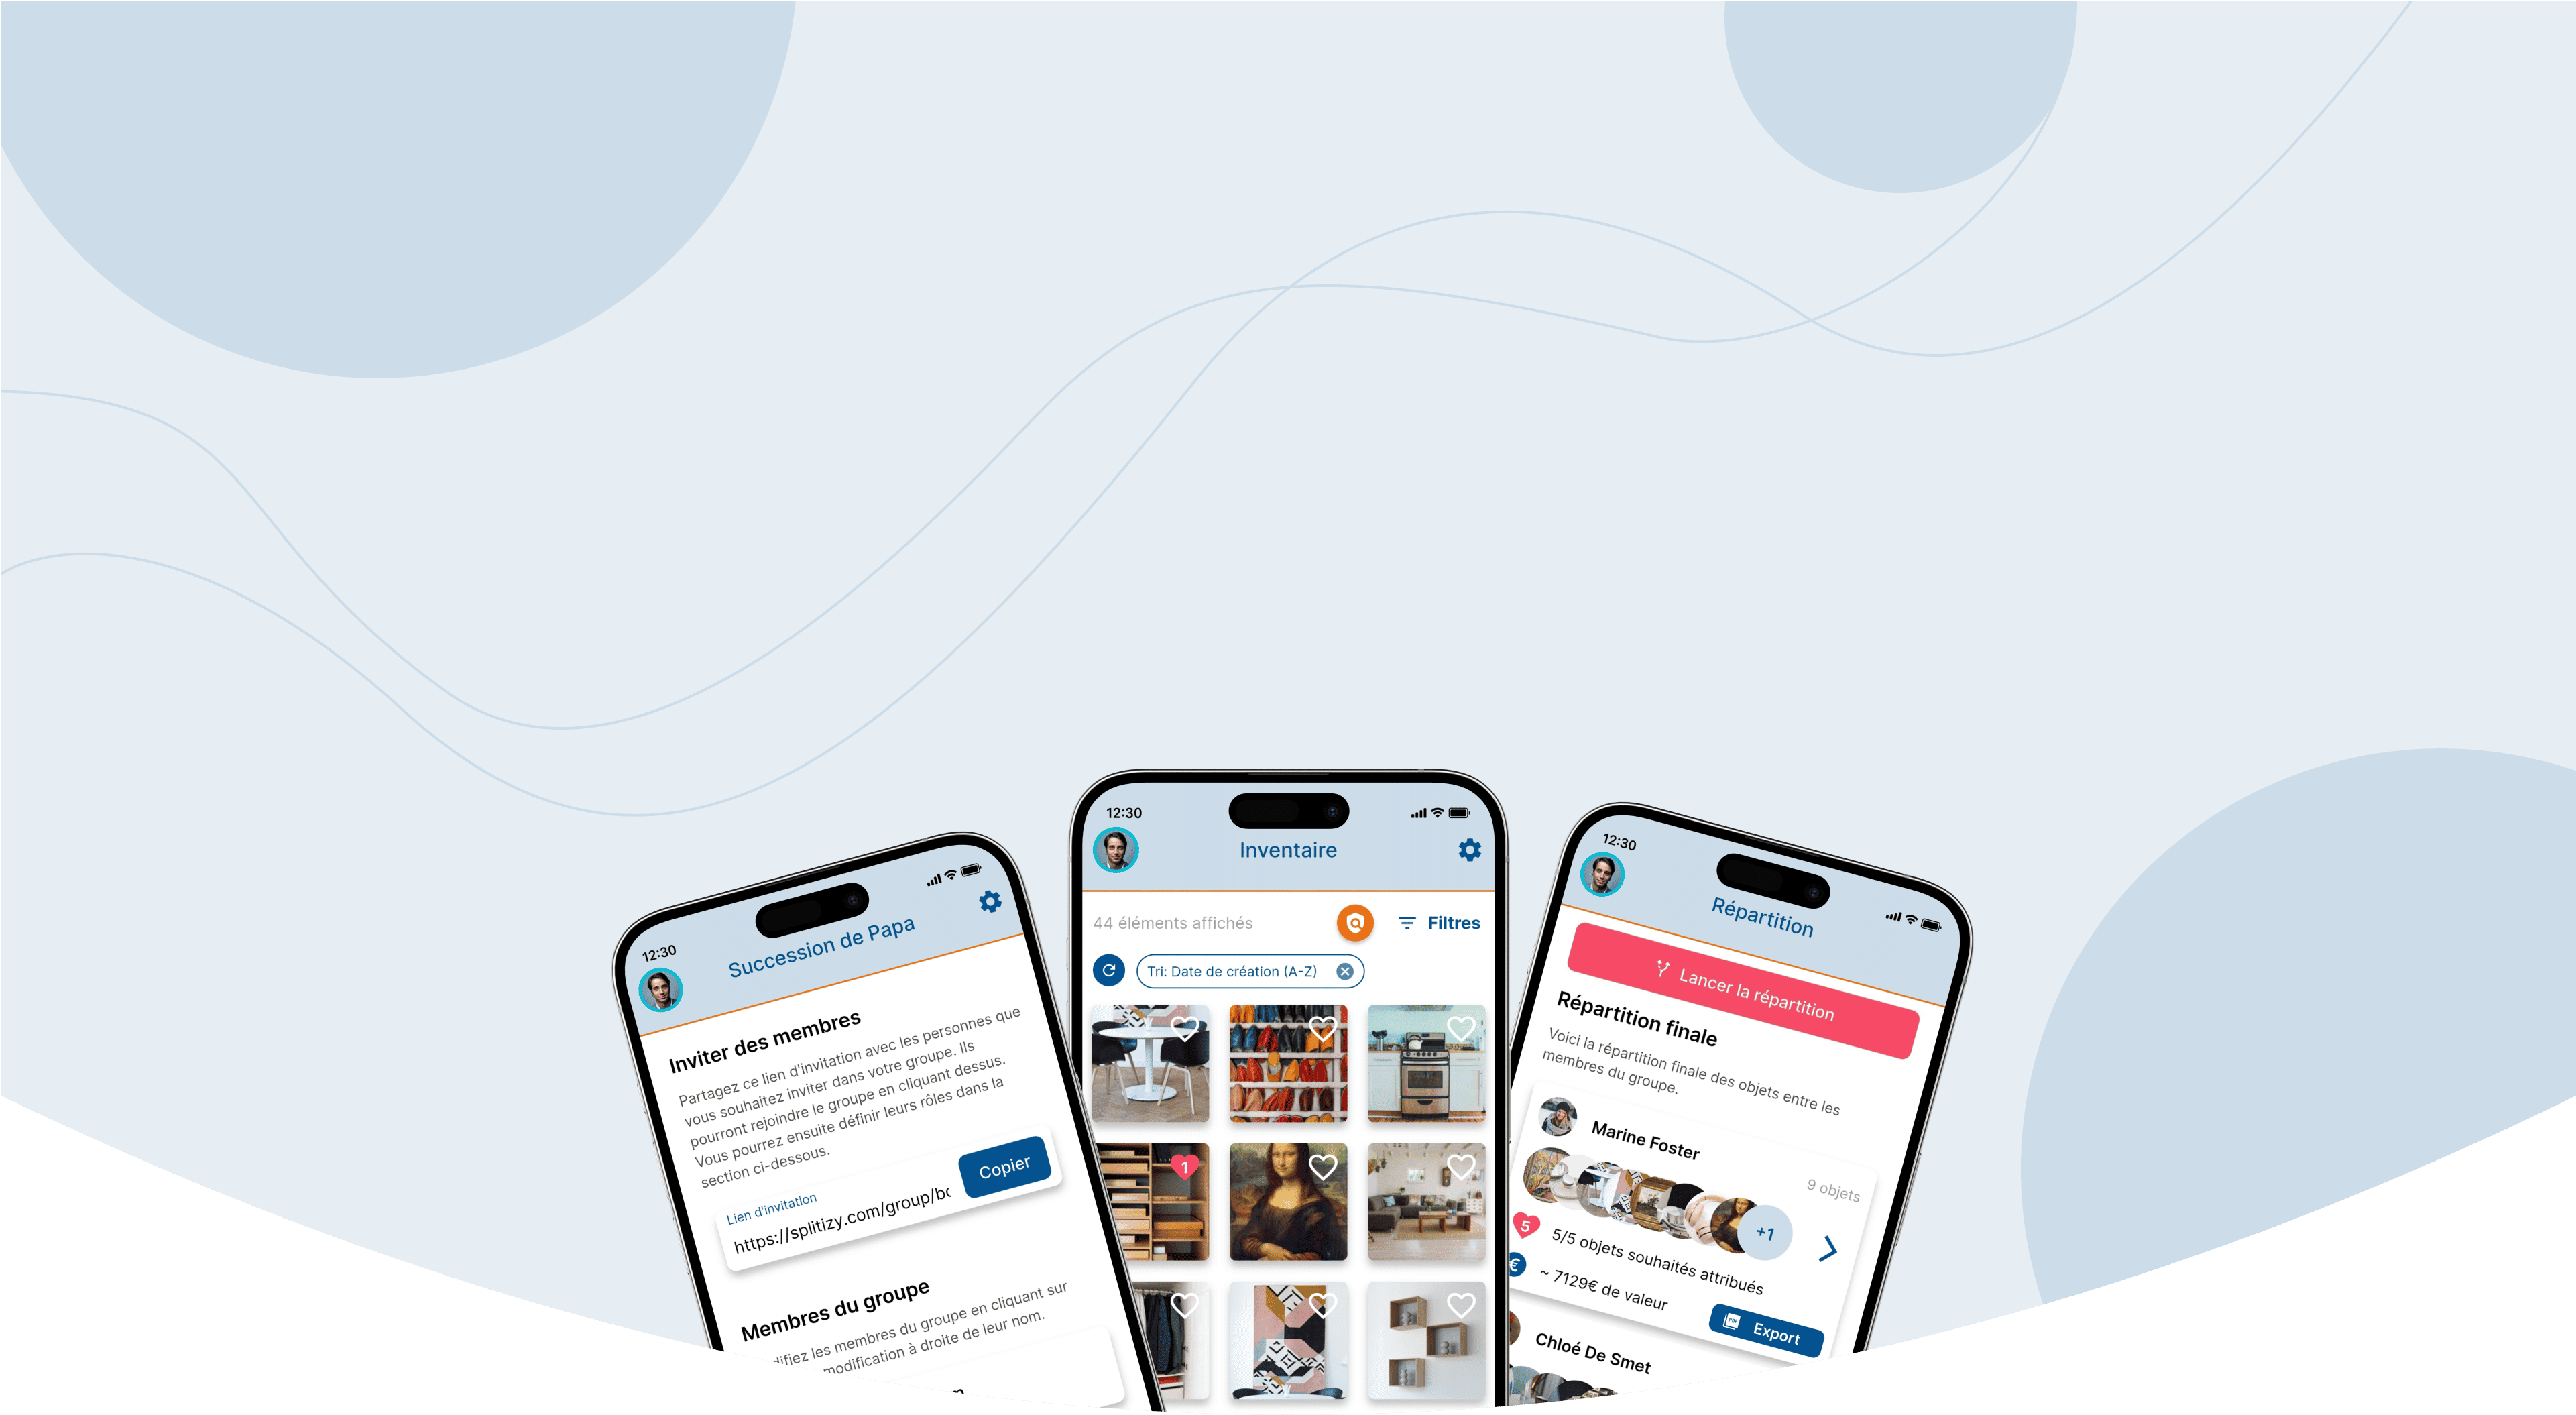 12:30
Succession de Papa
Inviter des membres
Partagez ce lien d'invitation avec les personnes que
vous souhaitez inviter dans votre groupe. Ils
pourront rejoindre le groupe en cliquant dessus.
Vous pourrez ensuite définir leurs rôles dans la
section ci-dessous.
Lien d'invitation
https://splitizy.com/group/bc
Copier
Membres du groupe
difiez les membres du groupe en cliquant sur
modification à droite de leur nom.
12:30
Inventaire
44 éléments affichés
Filtres
Tri: Date de création (A-Z)
1
12:30
Répartition
Lancer la répartition
Répartition finale
Voici la répartition finale des objets entre les
membres du groupe.
Marine Foster
9 objets
+1
5
5/5 objets souhaités attribués
€
~ 7129€ de valeur
PDF
Export
Chloé De Smet